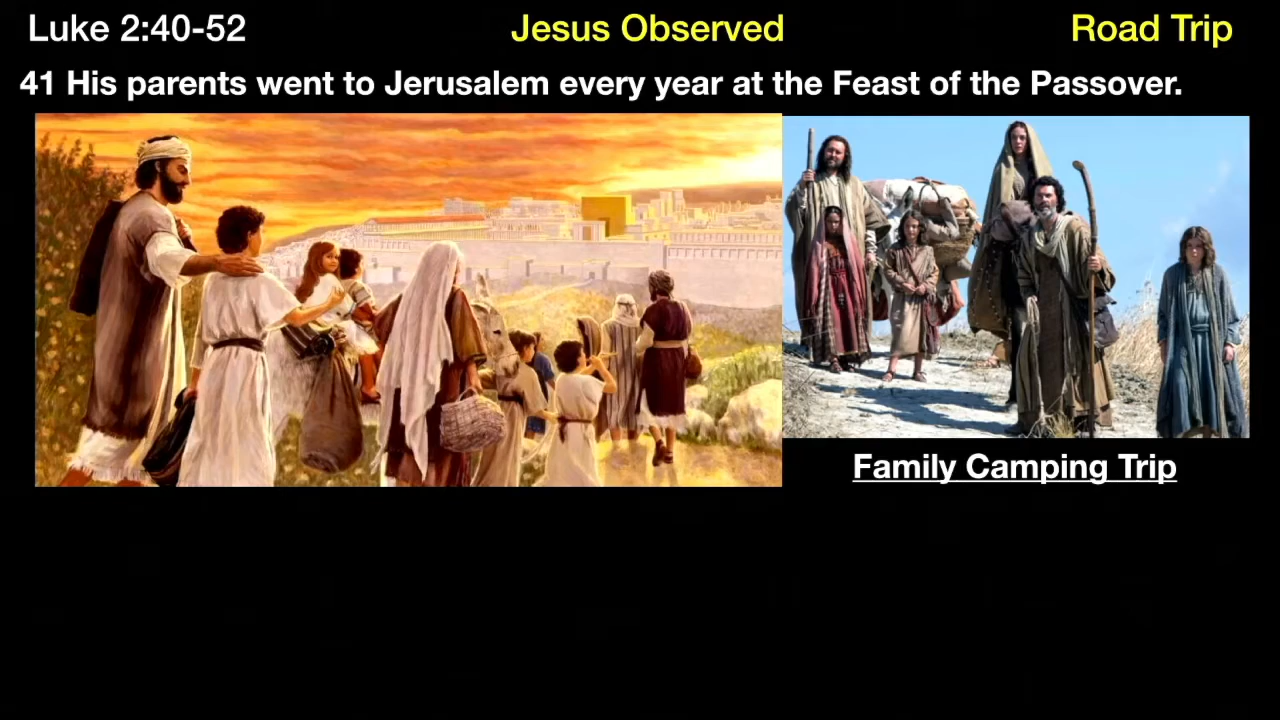 Luke 2:40-52 Jesus Observed Road Trip
41 His parents went to Jerusalem every year at the Feast of the Passover.
Family Camping Trip